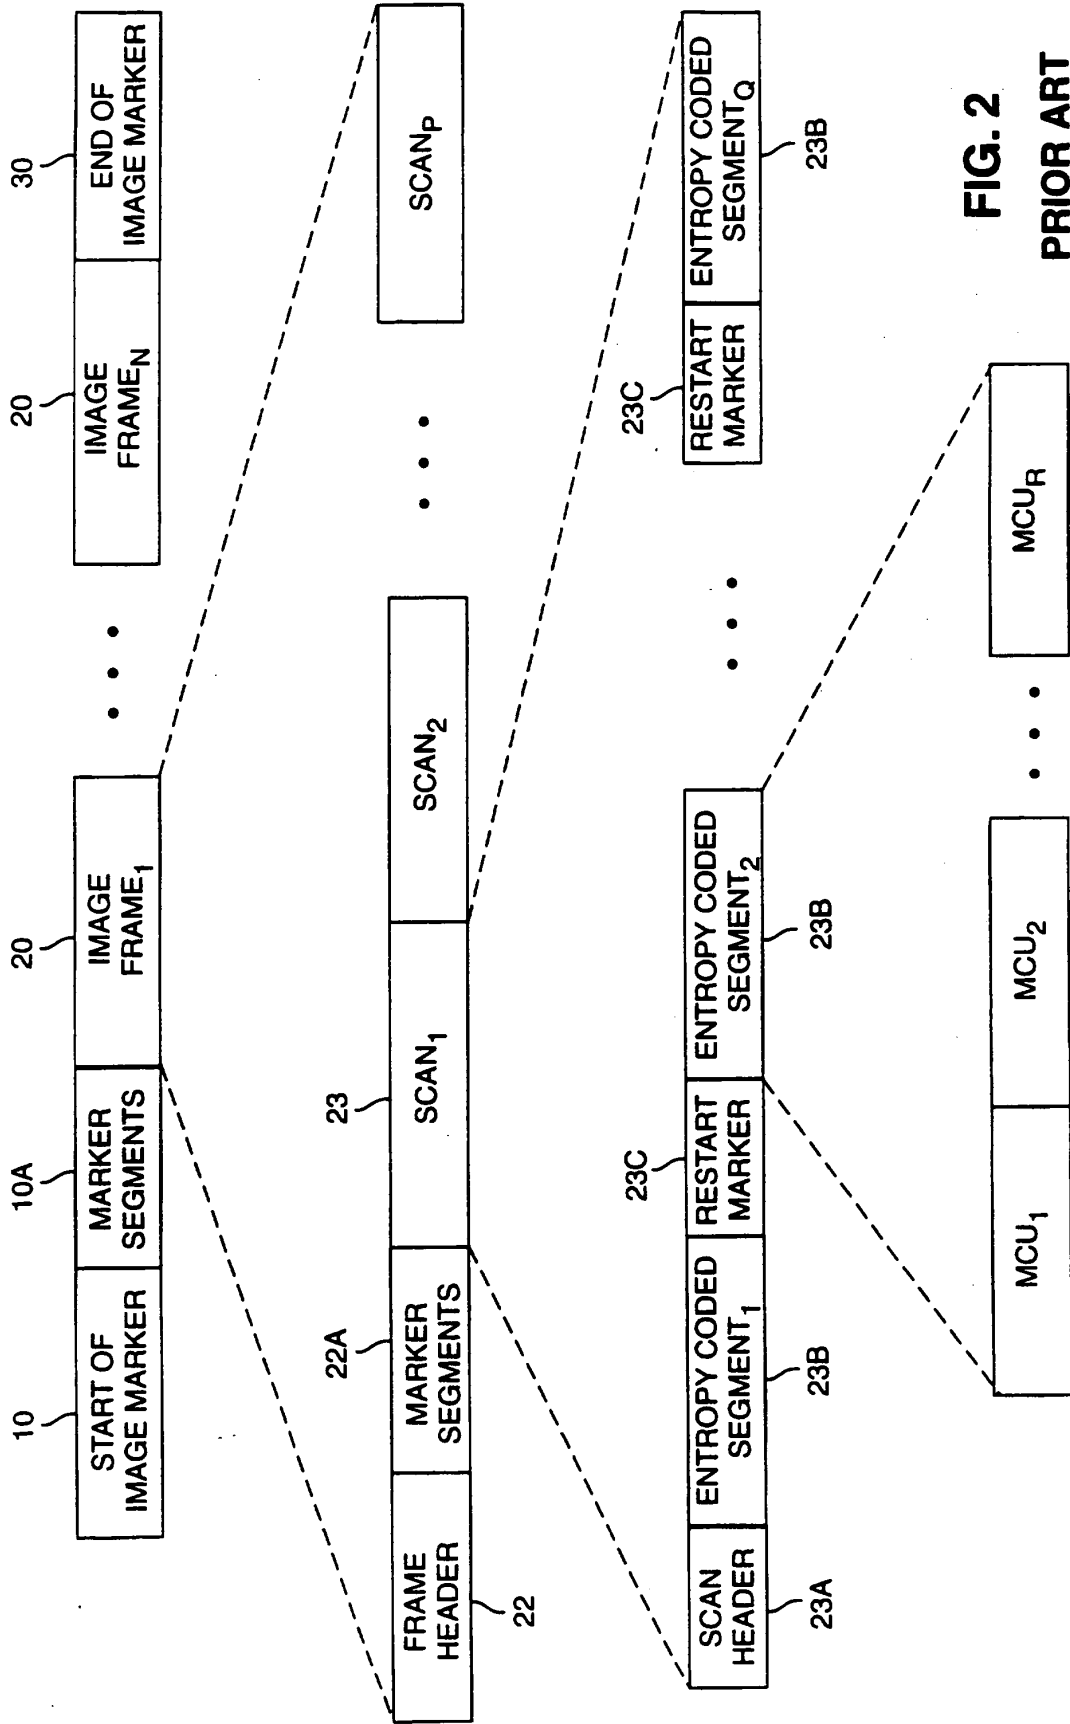 10
10A
20
20
30
START OF
IMAGE MARKER
MARKER
SEGMENTS
IMAGE
FRAME1
• • •
IMAGE
FRAMEN
END OF
IMAGE MARKER
22A
23
FRAME
HEADER
MARKER
SEGMENTS
SCAN1
SCAN2
• • •
SCANP
22
23C
23C
SCAN
HEADER
ENTROPY CODED
SEGMENT1
RESTART
MARKER
ENTROPY CODED
SEGMENT2
• • •
RESTART
MARKER
ENTROPY CODED
SEGMENTQ
23A
23B
23B
23B
MCU1
MCU2
• • •
MCUR
FIG. 2
PRIOR ART